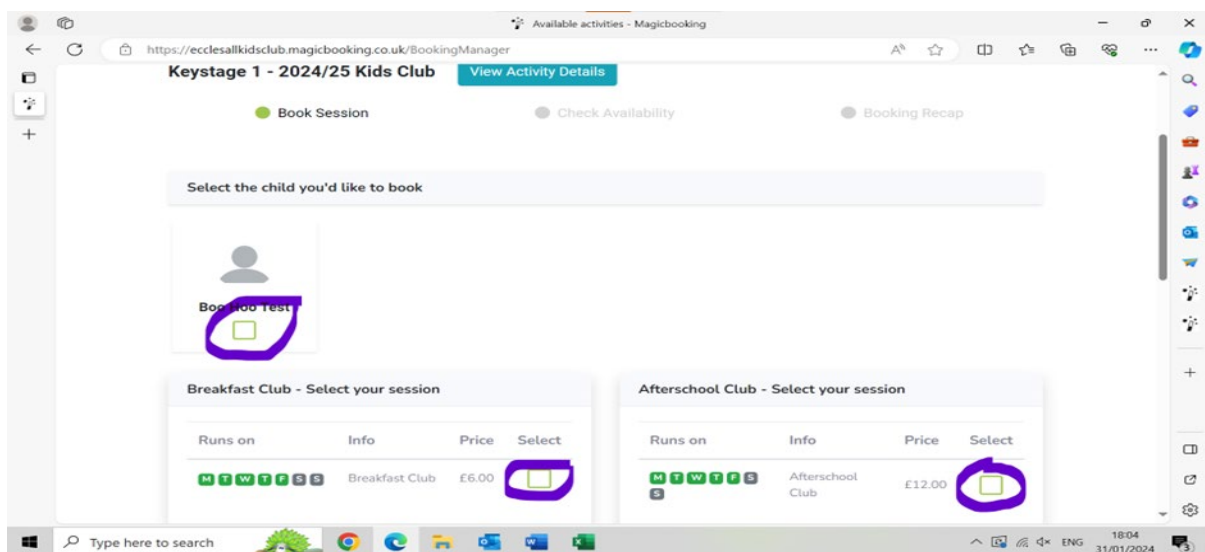 Available activities - Magicbooking
https://ecclesallkidsclub.magicbooking.co.uk/BookingManager
Keystage 1 - 2024/25 Kids Club
View Activity Details
Book Session
Check Availability
Booking Recap
Select the child you'd like to book
Boo Hoo Test
Breakfast Club - Select your session
Runs on Info Price Select
M T W T F S S Breakfast Club £6.00
Afterschool Club - Select your session
Runs on Info Price Select
M T W T F S
S
Afterschool
Club
£12.00
Type here to search
ENG
18:04
31/01/2024